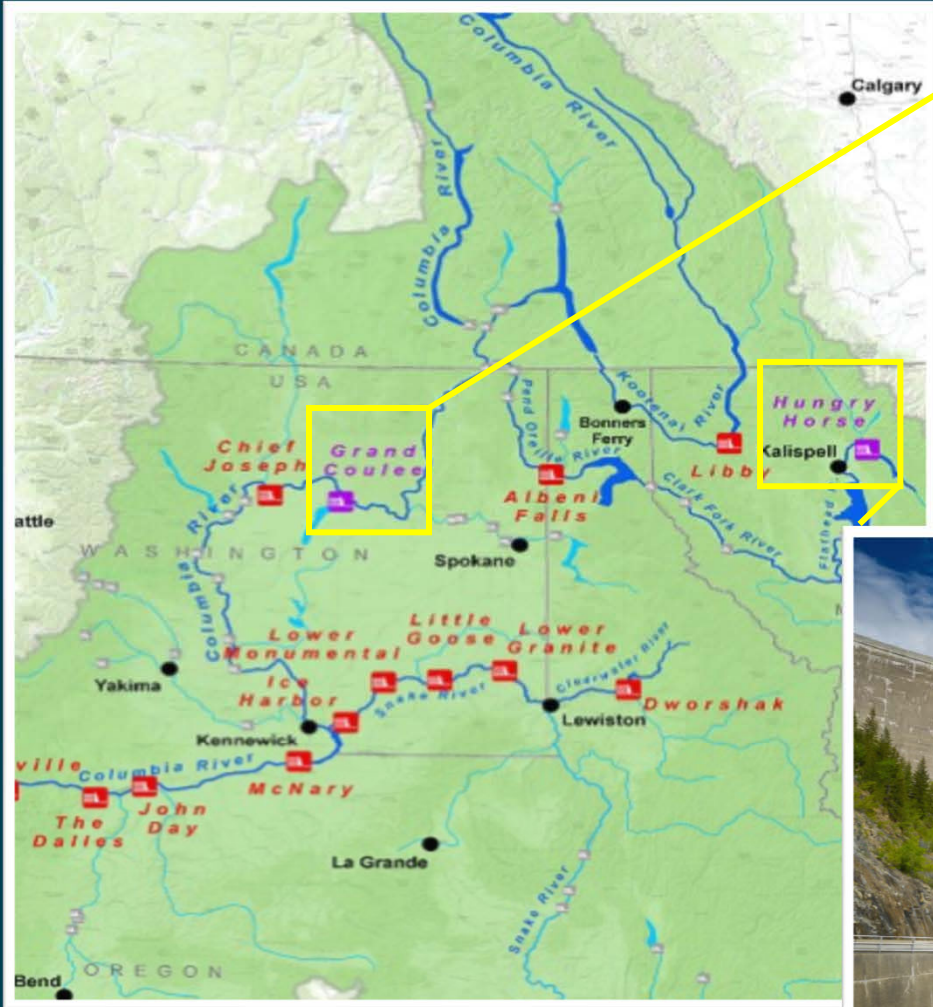 Columbia River
Calgary
Columbia River
CANADA
USA
Chief
Joseph
Grand
Coulee
Pend Oreille River
Kootenai River
Bonners
Ferry
Hungry
Horse
Kalispell
Libby
Albeni
Falls
Clark Fork River
Flathead
attle
WASHINGTON
Spokane
Columbia River
Lower
Monumental
Little
Goose
Lower
Granite
Ice
Harbor
Snake River
Clearwater River
Dworshak
Yakima
Lewiston
Kennewick
ville
Columbia River
McNary
The
Dalles
John
Day
La Grande
Snake River
Bend
OREGON